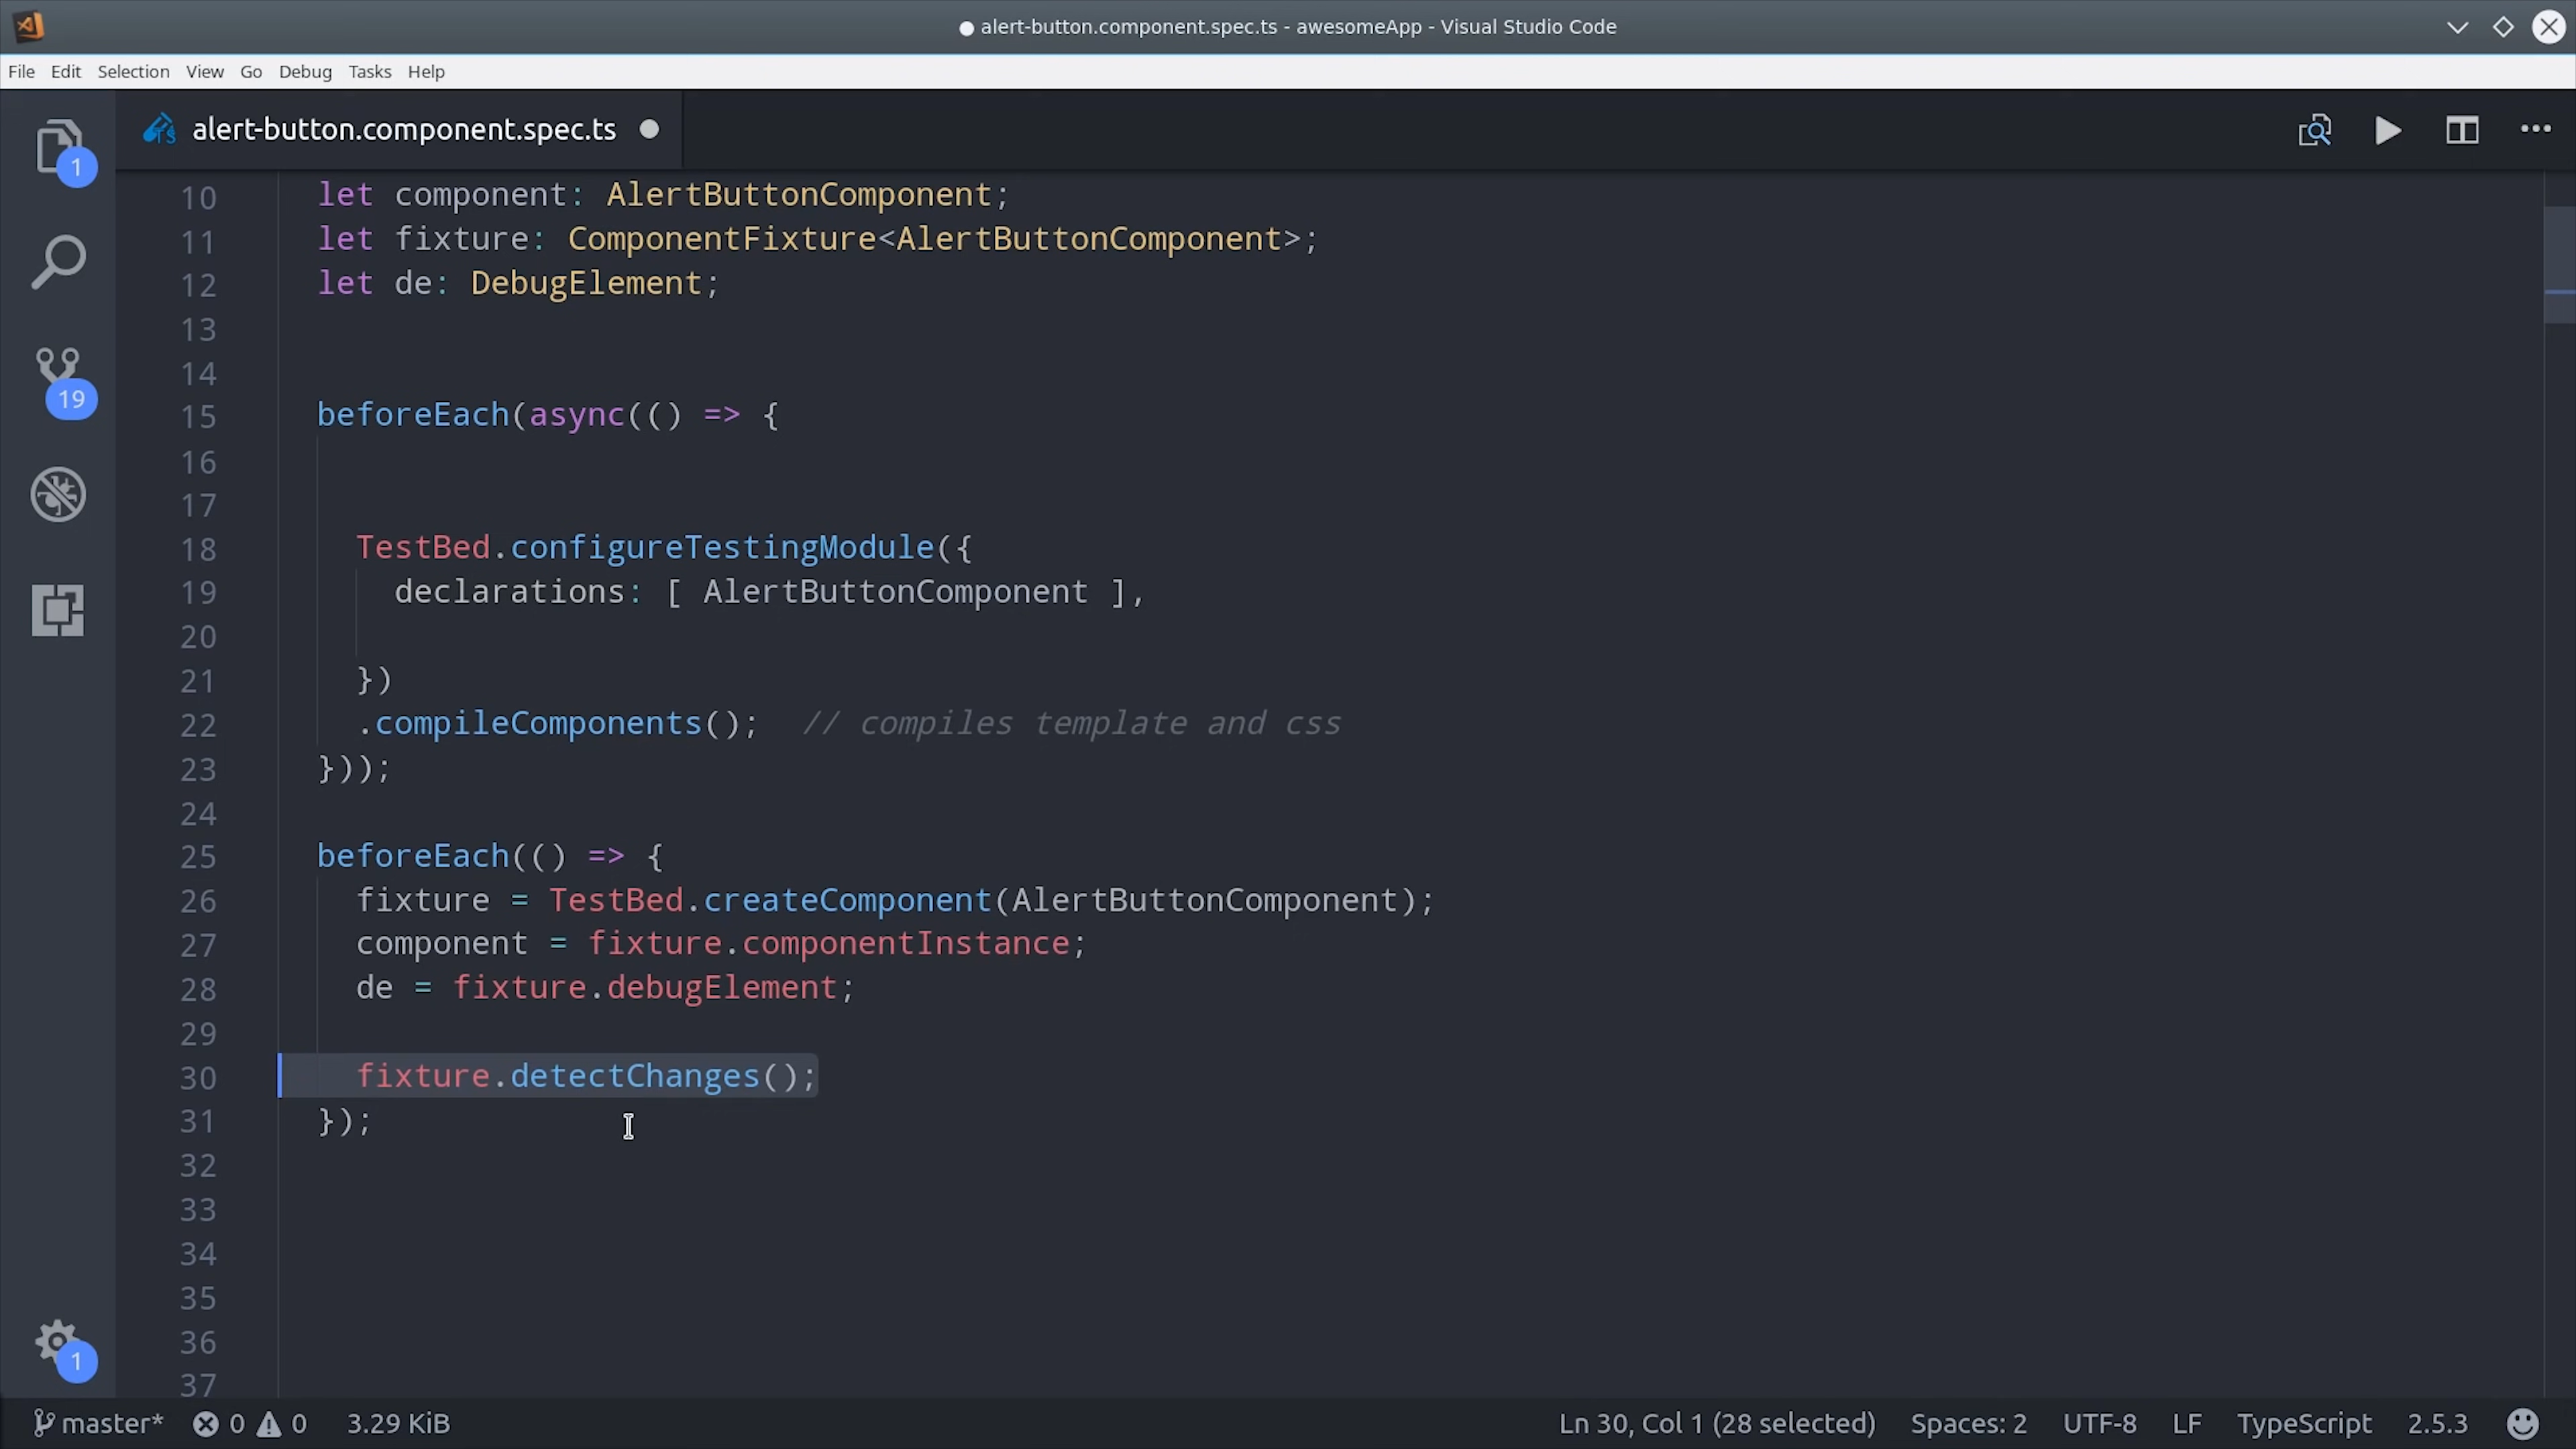 alert-button.component.spec.ts - awesomeApp - Visual Studio Code
File Edit Selection View Go Debug Tasks Help
1
alert-button.component.spec.ts
10 let component: AlertButtonComponent;
11 let fixture: ComponentFixture<AlertButtonComponent>;
12 let de: DebugElement;
13
14
19
15 beforeEach(async(() => {
16
17
18 TestBed.configureTestingModule({
19 declarations: [ AlertButtonComponent ],
20
21 })
22 .compileComponents(); // compiles template and css
23 }));
24
25 beforeEach(() => {
26 fixture = TestBed.createComponent(AlertButtonComponent);
27 component = fixture.componentInstance;
28 de = fixture.debugElement;
29
30 fixture.detectChanges();
31 });
32
33
34
35
36
1
37
master* 0 0 3.29 KiB Ln 30, Col 1 (28 selected) Spaces: 2 UTF-8 LF TypeScript 2.5.3